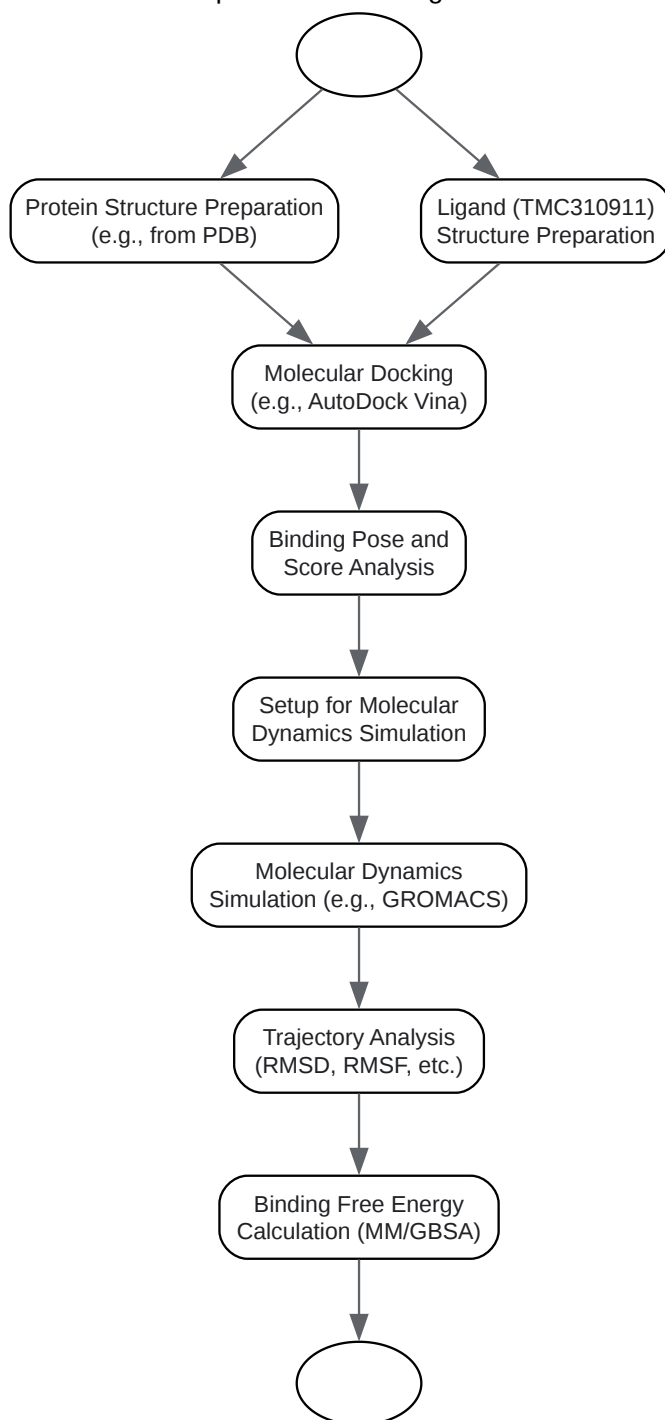 Protein Structure Preparation
(e.g., from PDB)
Ligand (TMC310911)
Structure Preparation
Molecular Docking
(e.g., AutoDock Vina)
Binding Pose and
Score Analysis
Setup for Molecular
Dynamics Simulation
Molecular Dynamics
Simulation (e.g., GROMACS)
Trajectory Analysis
(RMSD, RMSF, etc.)
Binding Free Energy
Calculation (MM/GBSA)